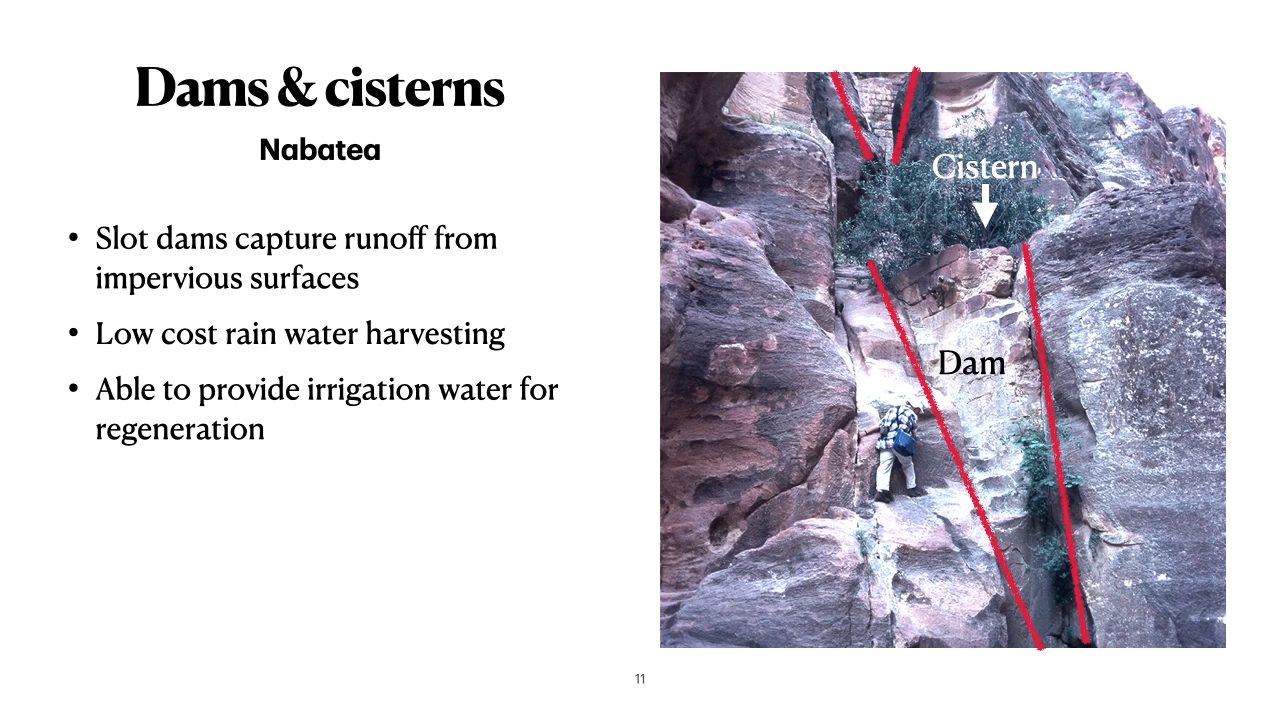 Dams & cisterns
Nabatea
• Slot dams capture runoff from
impervious surfaces
• Low cost rain water harvesting
• Able to provide irrigation water for
regeneration
Cistern
Dam
11